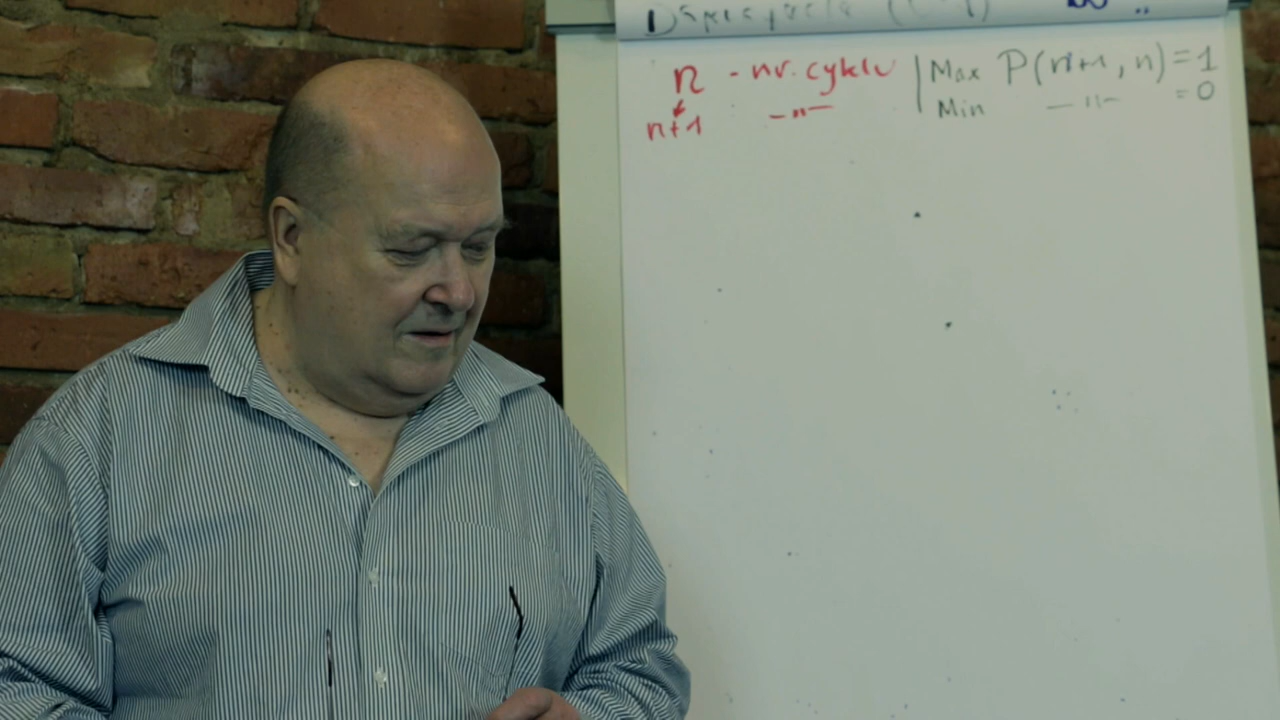 n - nr. cyklu | Max P(n+1, n) = 1
n+1 -"- Min -"- = 0